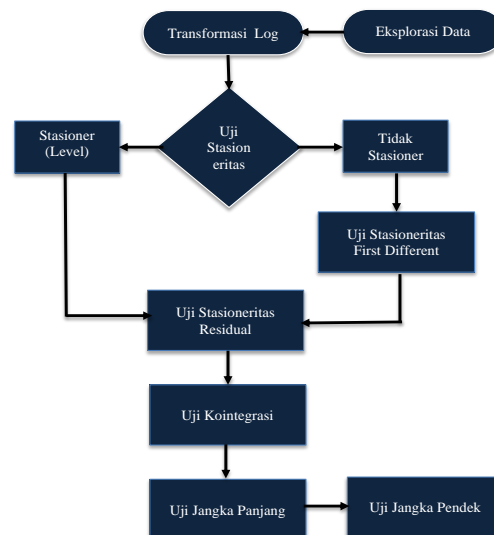 Transformasi Log
Eksplorasi Data
Uji
Stasion
eritas
Stasioner
(Level)
Tidak
Stasioner
Uji Stasioneritas
First Different
Uji Stasioneritas
Residual
Uji Kointegrasi
Uji Jangka Panjang
Uji Jangka Pendek